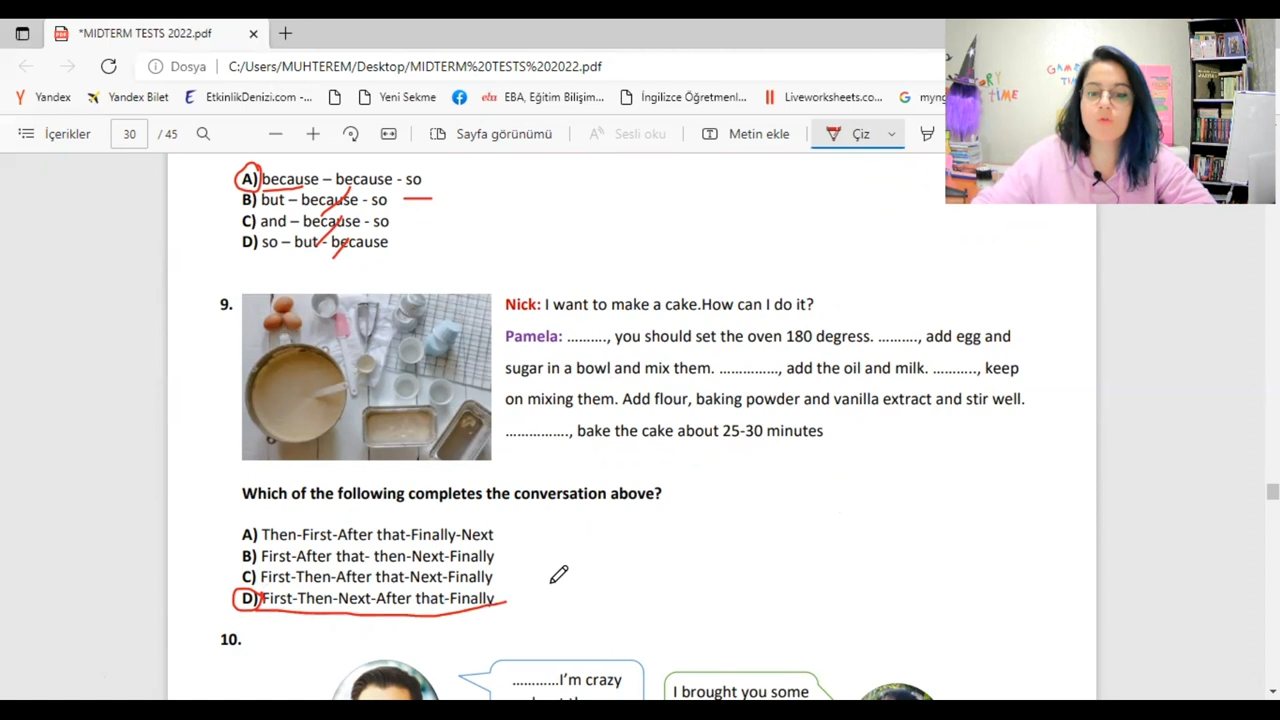 *MIDTERM TESTS 2022.pdf
Dosya
C:/Users/MUHTEREM/Desktop/MIDTERM%20TESTS%202022.pdf
Yandex
Yandex Bilet
EtkinlikDenizi.com -...
Yeni Sekme
eba
EBA, Eğitim Bilişim...
İngilizce Öğretmenl...
Liveworksheets.co...
myng
İçerikler
30
/ 45
Sayfa görünümü
Sesli oku
Metin ekle
Çiz
TIME
A) because – because - so
B) but – because - so
C) and – because - so
D) so – but - because
9.
Nick: I want to make a cake.How can I do it?
Pamela: ………., you should set the oven 180 degress. ………., add egg and
sugar in a bowl and mix them. ……………, add the oil and milk. ……….., keep
on mixing them. Add flour, baking powder and vanilla extract and stir well.
……………., bake the cake about 25-30 minutes
Which of the following completes the conversation above?
A) Then-First-After that-Finally-Next
B) First-After that- then-Next-Finally
C) First-Then-After that-Next-Finally
D) First-Then-Next-After that-Finally
10.
…………I'm crazy
I brought you some